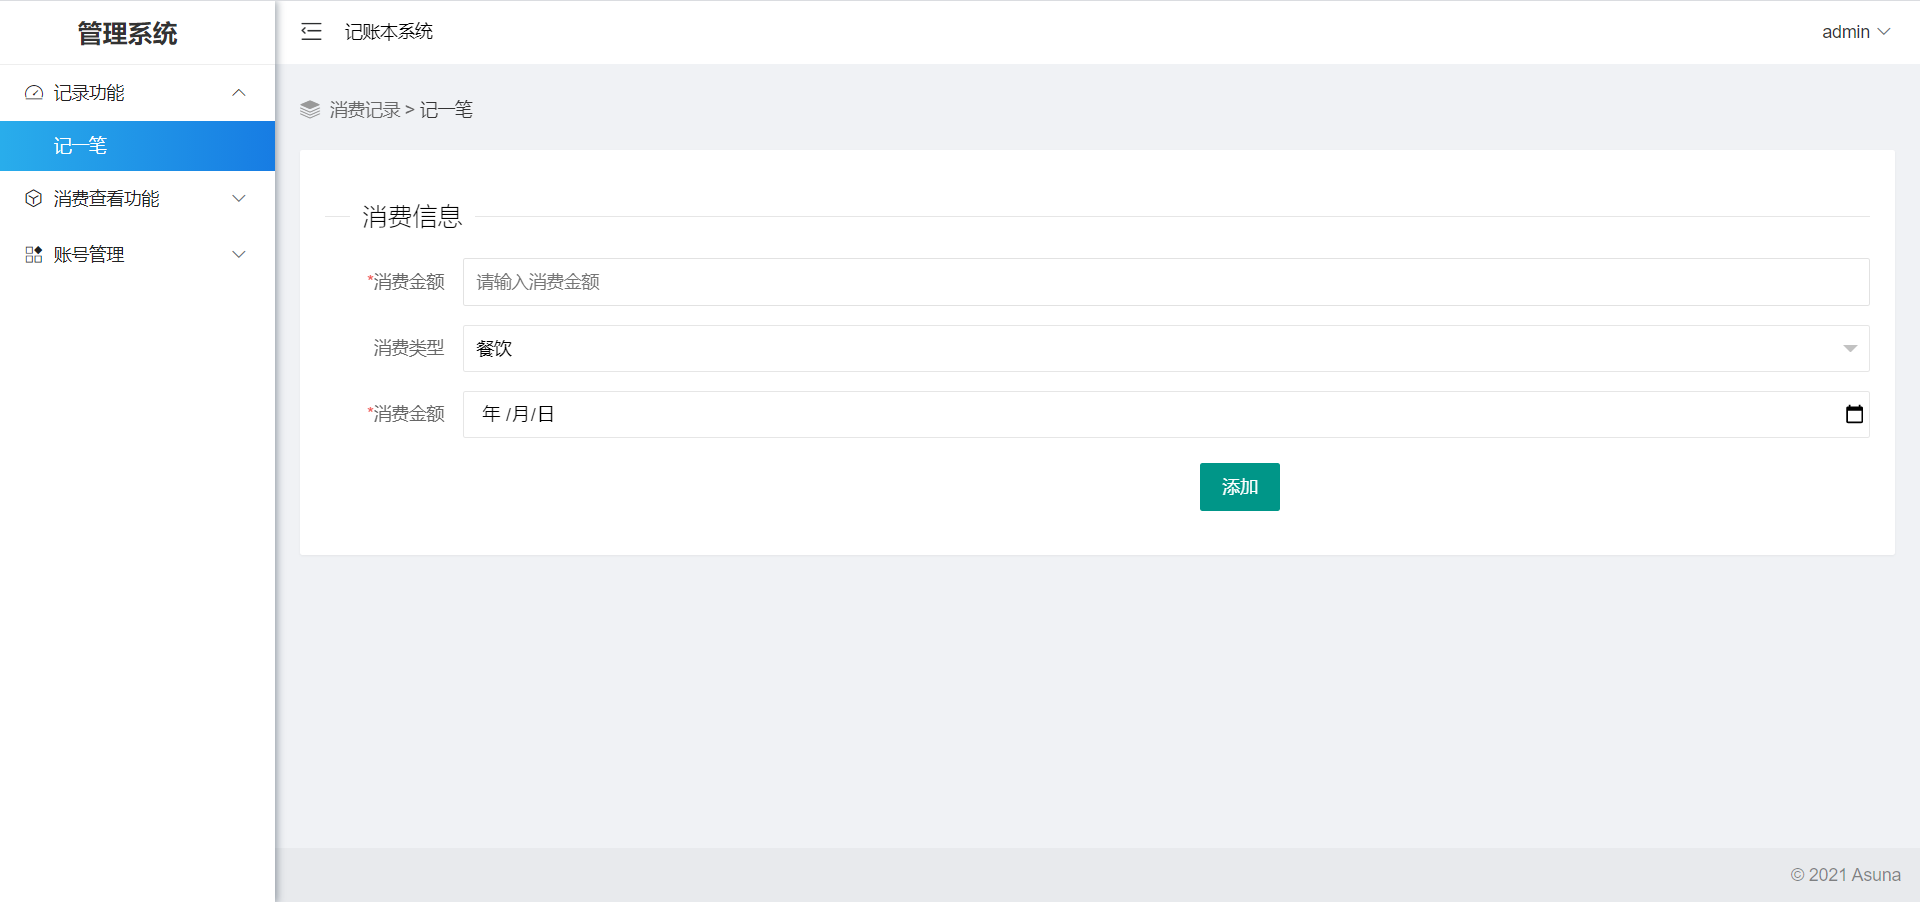 管理系统
记账本系统
admin
记录功能
记一笔
消费查看功能
账号管理
消费记录 > 记一笔
消费信息
*消费金额
请输入消费金额
消费类型
餐饮
*消费金额
年 /月/日
添加
© 2021 Asuna